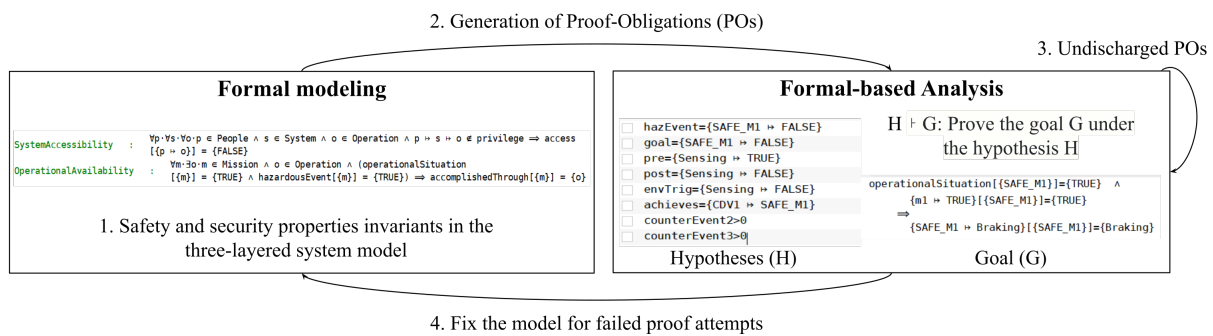 2. Generation of Proof-Obligations (POs)
3. Undischarged POs
Formal modeling
SystemAccessibility : ∀p·∀s·∀o·p ∈ People ∧ s ∈ System ∧ o ∈ Operation ∧ p ↦ s ↦ o ∉ privilege ⇒ access
[{p ↦ o}] = {FALSE}
OperationalAvailability : ∀m·∃o·m ∈ Mission ∧ o ∈ Operation ∧ (operationalSituation
[{m}] = {TRUE} ∧ hazardousEvent[{m}] = {TRUE}) ⇒ accomplishedThrough[{m}] = {o}
1. Safety and security properties invariants in the
three-layered system model
Formal-based Analysis
hazEvent={SAFE_M1 ↦ FALSE}
goal={SAFE_M1 ↦ FALSE}
pre={Sensing ↦ TRUE}
post={Sensing ↦ FALSE}
envTrig={Sensing ↦ FALSE}
achieves={CDV1 ↦ SAFE_M1}
counterEvent2>0
counterEvent3>0
Hypotheses (H)
H ⊦ G: Prove the goal G under
the hypothesis H
operationalSituation[{SAFE_M1}]={TRUE} ∧
{m1 ↦ TRUE}[{SAFE_M1}]={TRUE}
⇒
{SAFE_M1 ↦ Braking}[{SAFE_M1}]={Braking}
Goal (G)
4. Fix the model for failed proof attempts